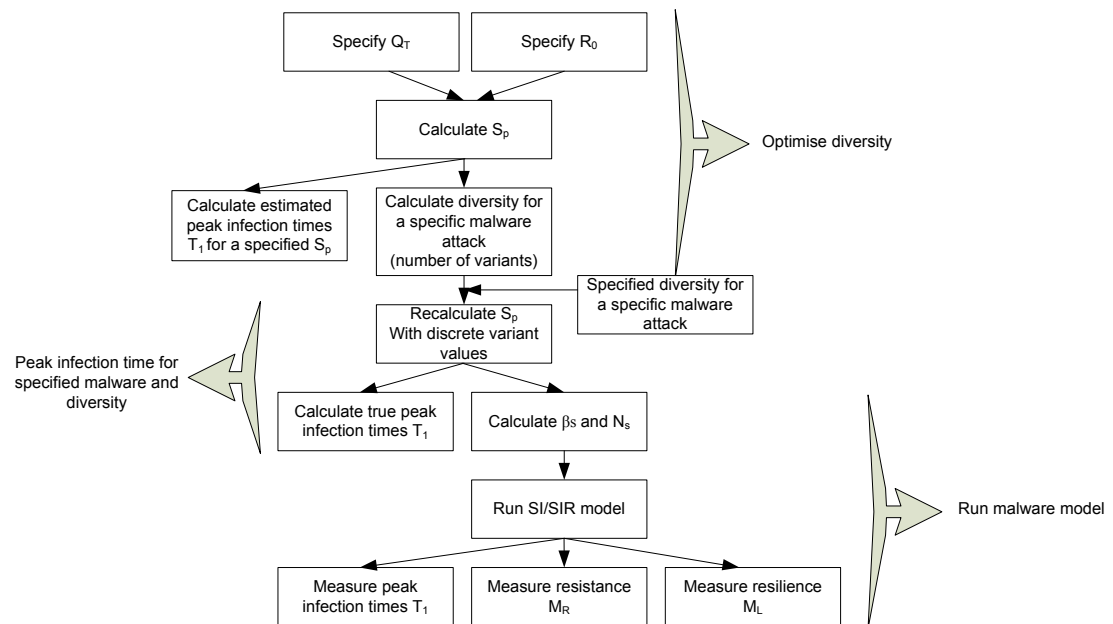 Specify Q_T
Specify R_0
Calculate S_p
Optimise diversity
Calculate estimated
peak infection times
T_1 for a specified S_p
Calculate diversity for
a specific malware
attack
(number of variants)
Specified diversity for
a specific malware
attack
Recalculate S_p
With discrete variant
values
Peak infection time for
specified malware and
diversity
Calculate true peak
infection times T_1
Calculate βs and N_s
Run SI/SIR model
Run malware model
Measure peak
infection times T_1
Measure resistance
M_R
Measure resilience
M_L